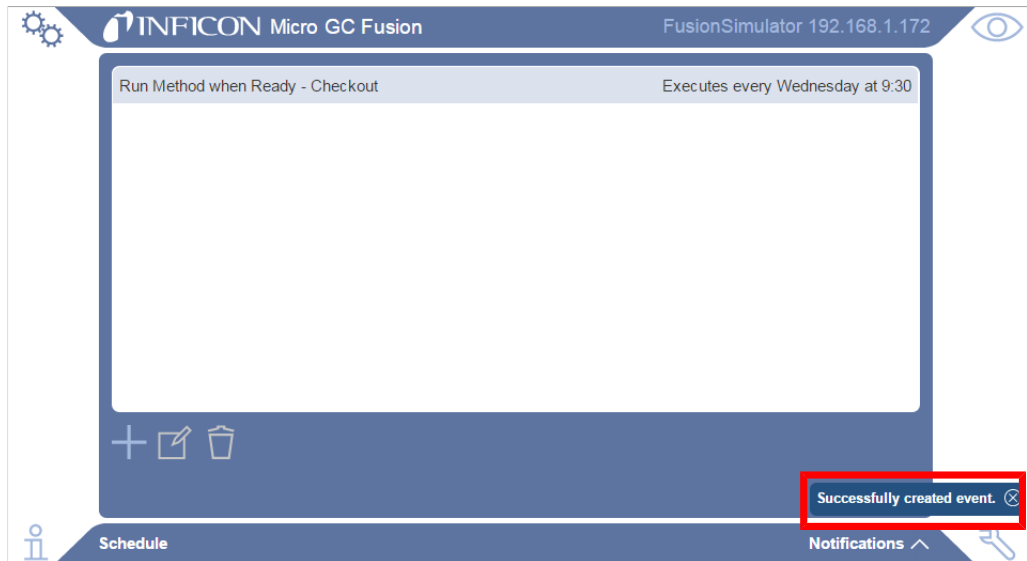 INFICON Micro GC Fusion
FusionSimulator 192.168.1.172
Run Method when Ready - Checkout
Executes every Wednesday at 9:30
Successfully created event.
Schedule
Notifications